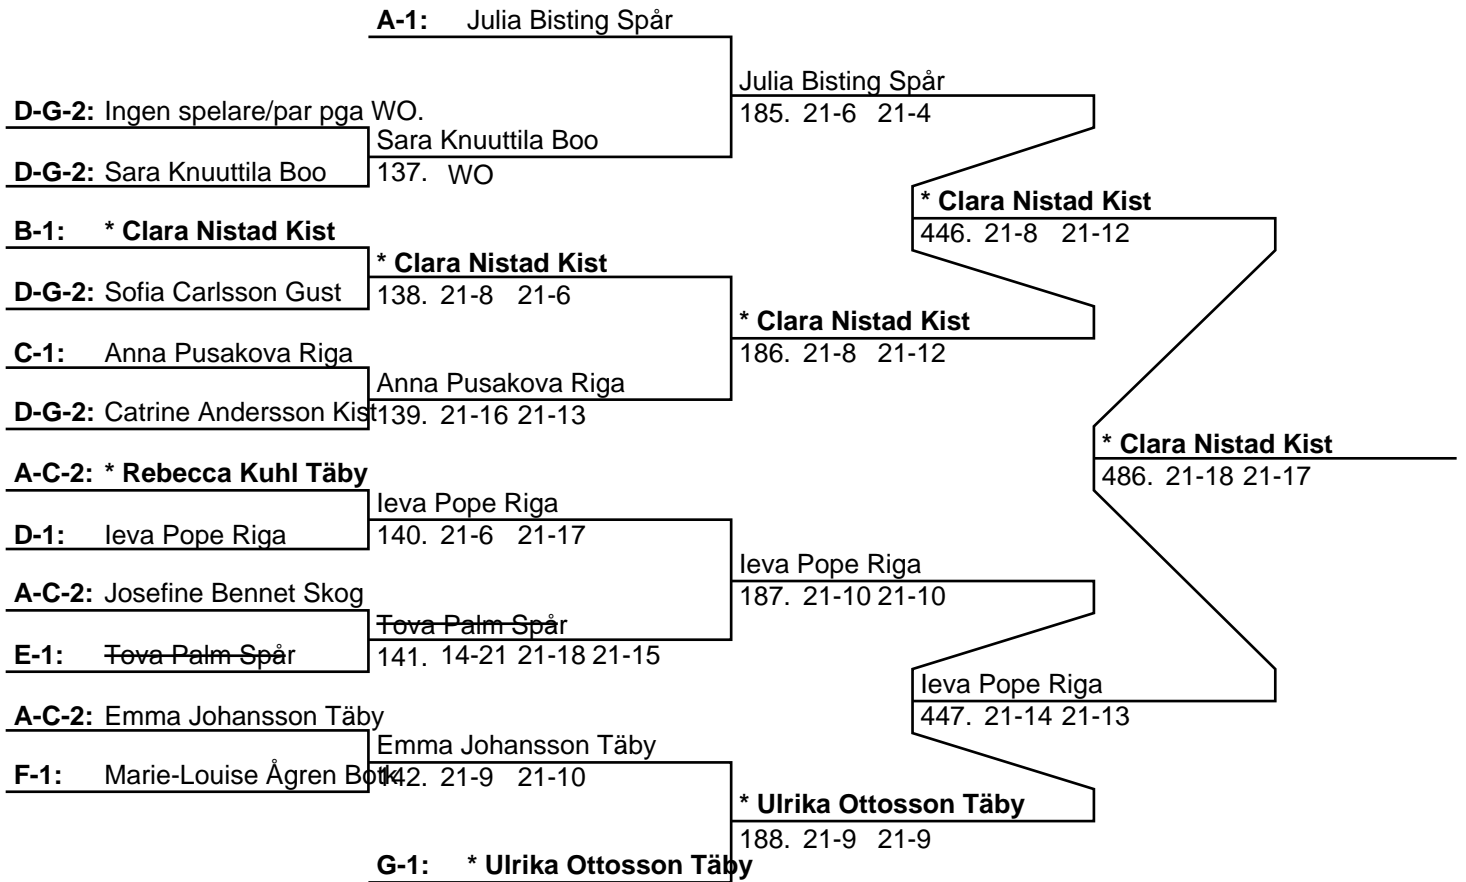 A-1: Julia Bisting Spår
Julia Bisting Spår
185. 21-6 21-4
D-G-2: Ingen spelare/par pga WO.
Sara Knuuttila Boo
137. WO
D-G-2: Sara Knuuttila Boo
* Clara Nistad Kist
446. 21-8 21-12
B-1: * Clara Nistad Kist
* Clara Nistad Kist
138. 21-8 21-6
D-G-2: Sofia Carlsson Gust
* Clara Nistad Kist
186. 21-8 21-12
C-1: Anna Pusakova Riga
Anna Pusakova Riga
139. 21-16 21-13
D-G-2: Catrine Andersson Kist
* Clara Nistad Kist
486. 21-18 21-17
A-C-2: * Rebecca Kuhl Täby
Ieva Pope Riga
140. 21-6 21-17
D-1: Ieva Pope Riga
Ieva Pope Riga
187. 21-10 21-10
A-C-2: Josefine Bennet Skog
Tova Palm Spår
141. 14-21 21-18 21-15
E-1: Tova Palm Spår
Ieva Pope Riga
447. 21-14 21-13
A-C-2: Emma Johansson Täby
Emma Johansson Täby
142. 21-9 21-10
F-1: Marie-Louise Ågren Botk
* Ulrika Ottosson Täby
188. 21-9 21-9
G-1: * Ulrika Ottosson Täby